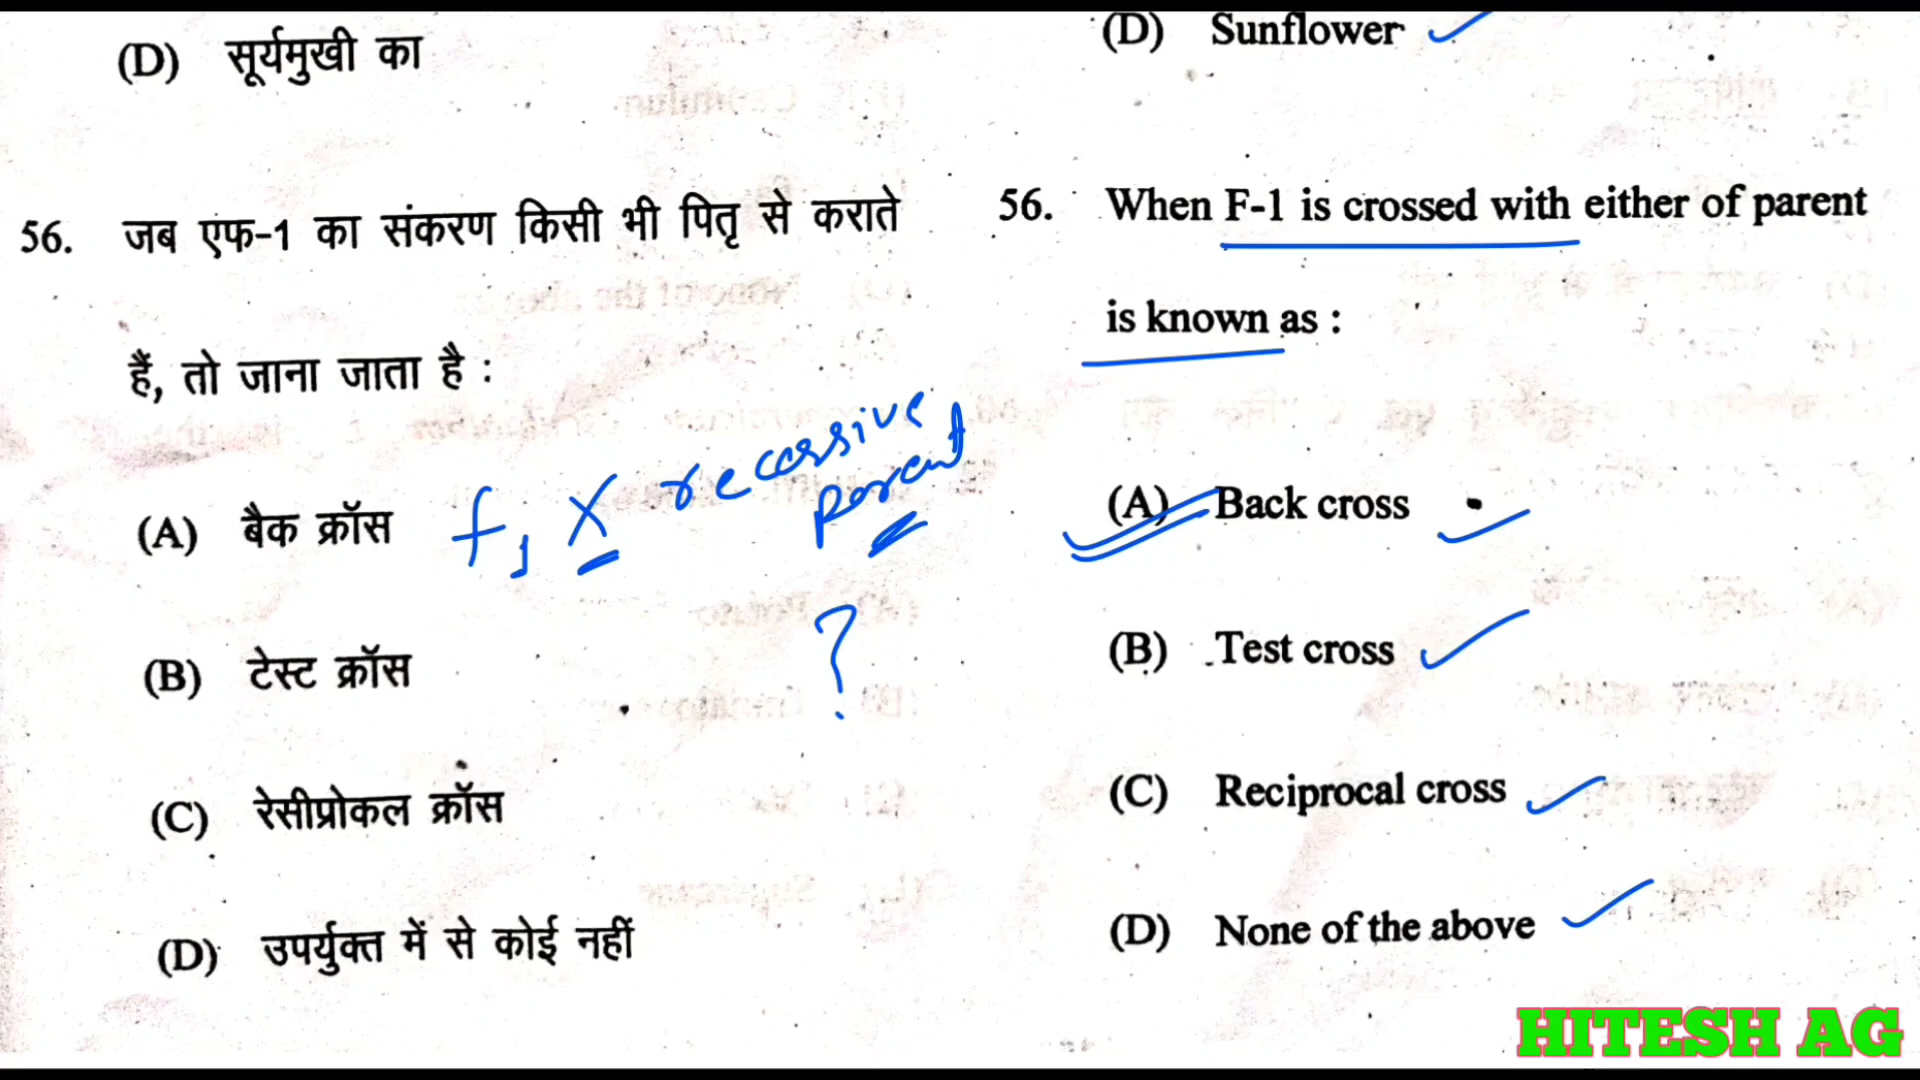 (D) सूर्यमुखी का
56. जब एफ-1 का संकरण किसी भी पितृ से कराते
हैं, तो जाना जाता है :
(A) बैक क्रॉस
f1 X recessive
parent
?
(B) टेस्ट क्रॉस
(C) रेसीप्रोकल क्रॉस
(D) उपर्युक्त में से कोई नहीं
(D) Sunflower
56. When F-1 is crossed with either of parent
is known as :
(A) Back cross
(B) Test cross
(C) Reciprocal cross
(D) None of the above
HITESH AG